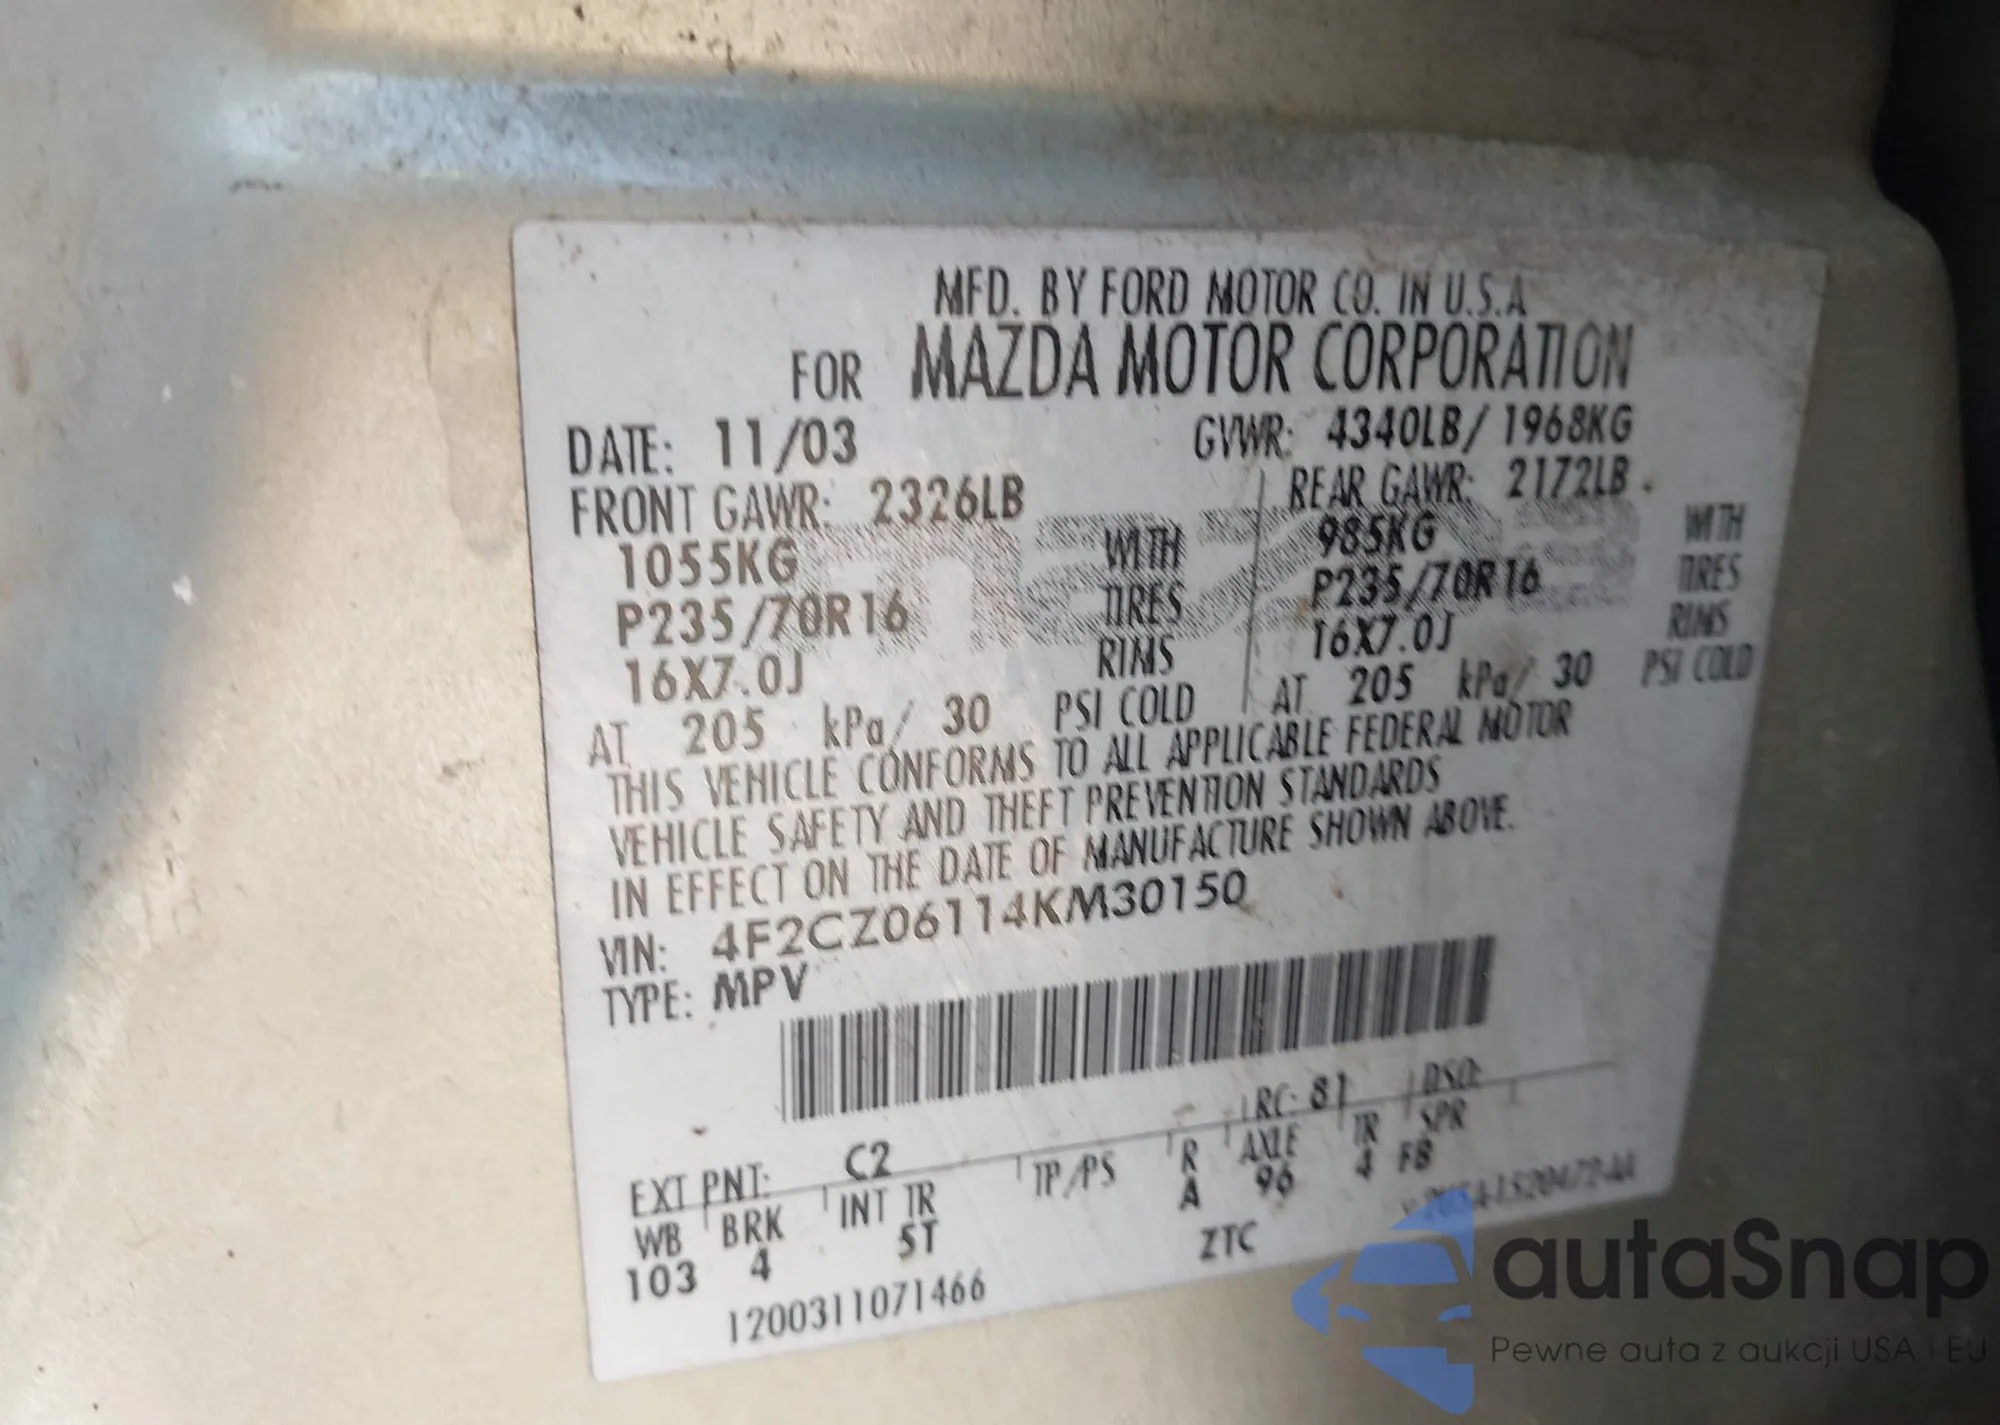 MFD. BY FORD MOTOR CO. IN U.S.A
FOR MAZDA MOTOR CORPORATION
DATE: 11/03 GVWR: 4340LB/ 1968KG
FRONT GAWR: 2326LB REAR GAWR: 2172LB
1055KG WITH 985KG WITH
P235/70R16 TIRES P235/70R16 TIRES
16X7.0J RIMS 16X7.0J RIMS
AT 205 kPa/ 30 PSI COLD AT 205 kPa/ 30 PSI COLD
THIS VEHICLE CONFORMS TO ALL APPLICABLE FEDERAL MOTOR
VEHICLE SAFETY AND THEFT PREVENTION STANDARDS
IN EFFECT ON THE DATE OF MANUFACTURE SHOWN ABOVE.
VIN: 4F2CZ06114KM30150
TYPE: MPV
EXT PNT: C2 RC: 81 DSO:
WB BRK INT TR TP/PS R AXLE TR SPR
103 4 5T A 96 4 FB
1200311071466 ZTC
autaSnap
Pewne auta z aukcji USA i EU